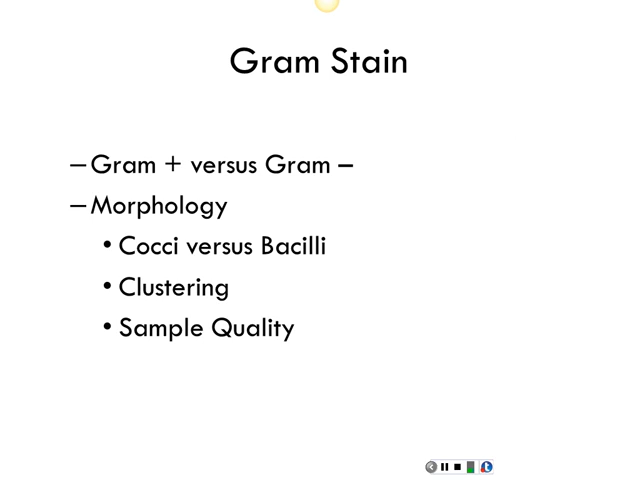 Gram Stain
– Gram + versus Gram –
– Morphology
• Cocci versus Bacilli
• Clustering
• Sample Quality
t